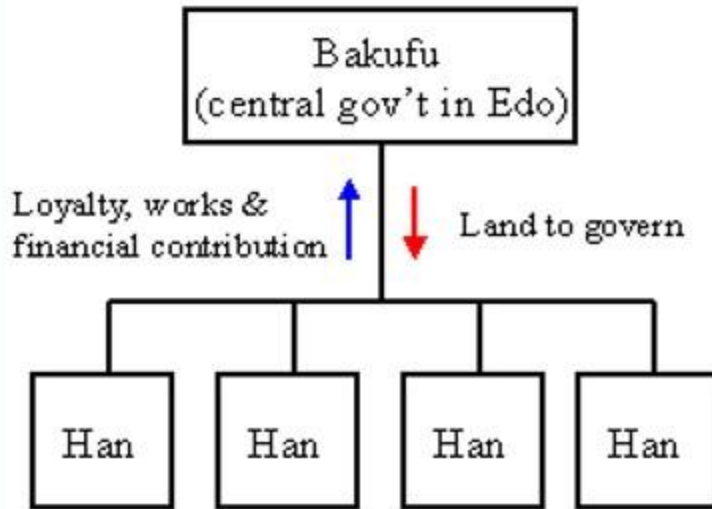 Bakufu
(central gov't in Edo)
Loyalty, works &
financial contribution
Land to govern
Han
Han
Han
Han